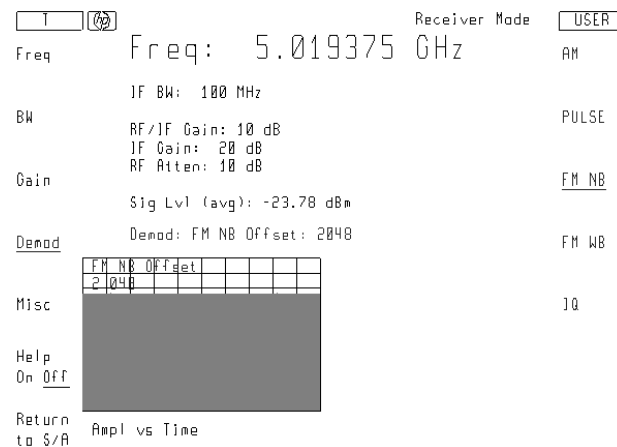 T hp Receiver Mode USER
Freq Freq: 5.019375 GHz AM
IF BW: 100 MHz
BW PULSE
RF/IF Gain: 10 dB
IF Gain: 20 dB
RF Atten: 10 dB
Gain FM NB
Sig Lvl (avg): -23.78 dBm
Demod Demod: FM NB Offset: 2048 FM WB
FM NB Offset
2 048
Misc IQ
Help
On Off
Return
to S/A
Ampl vs Time